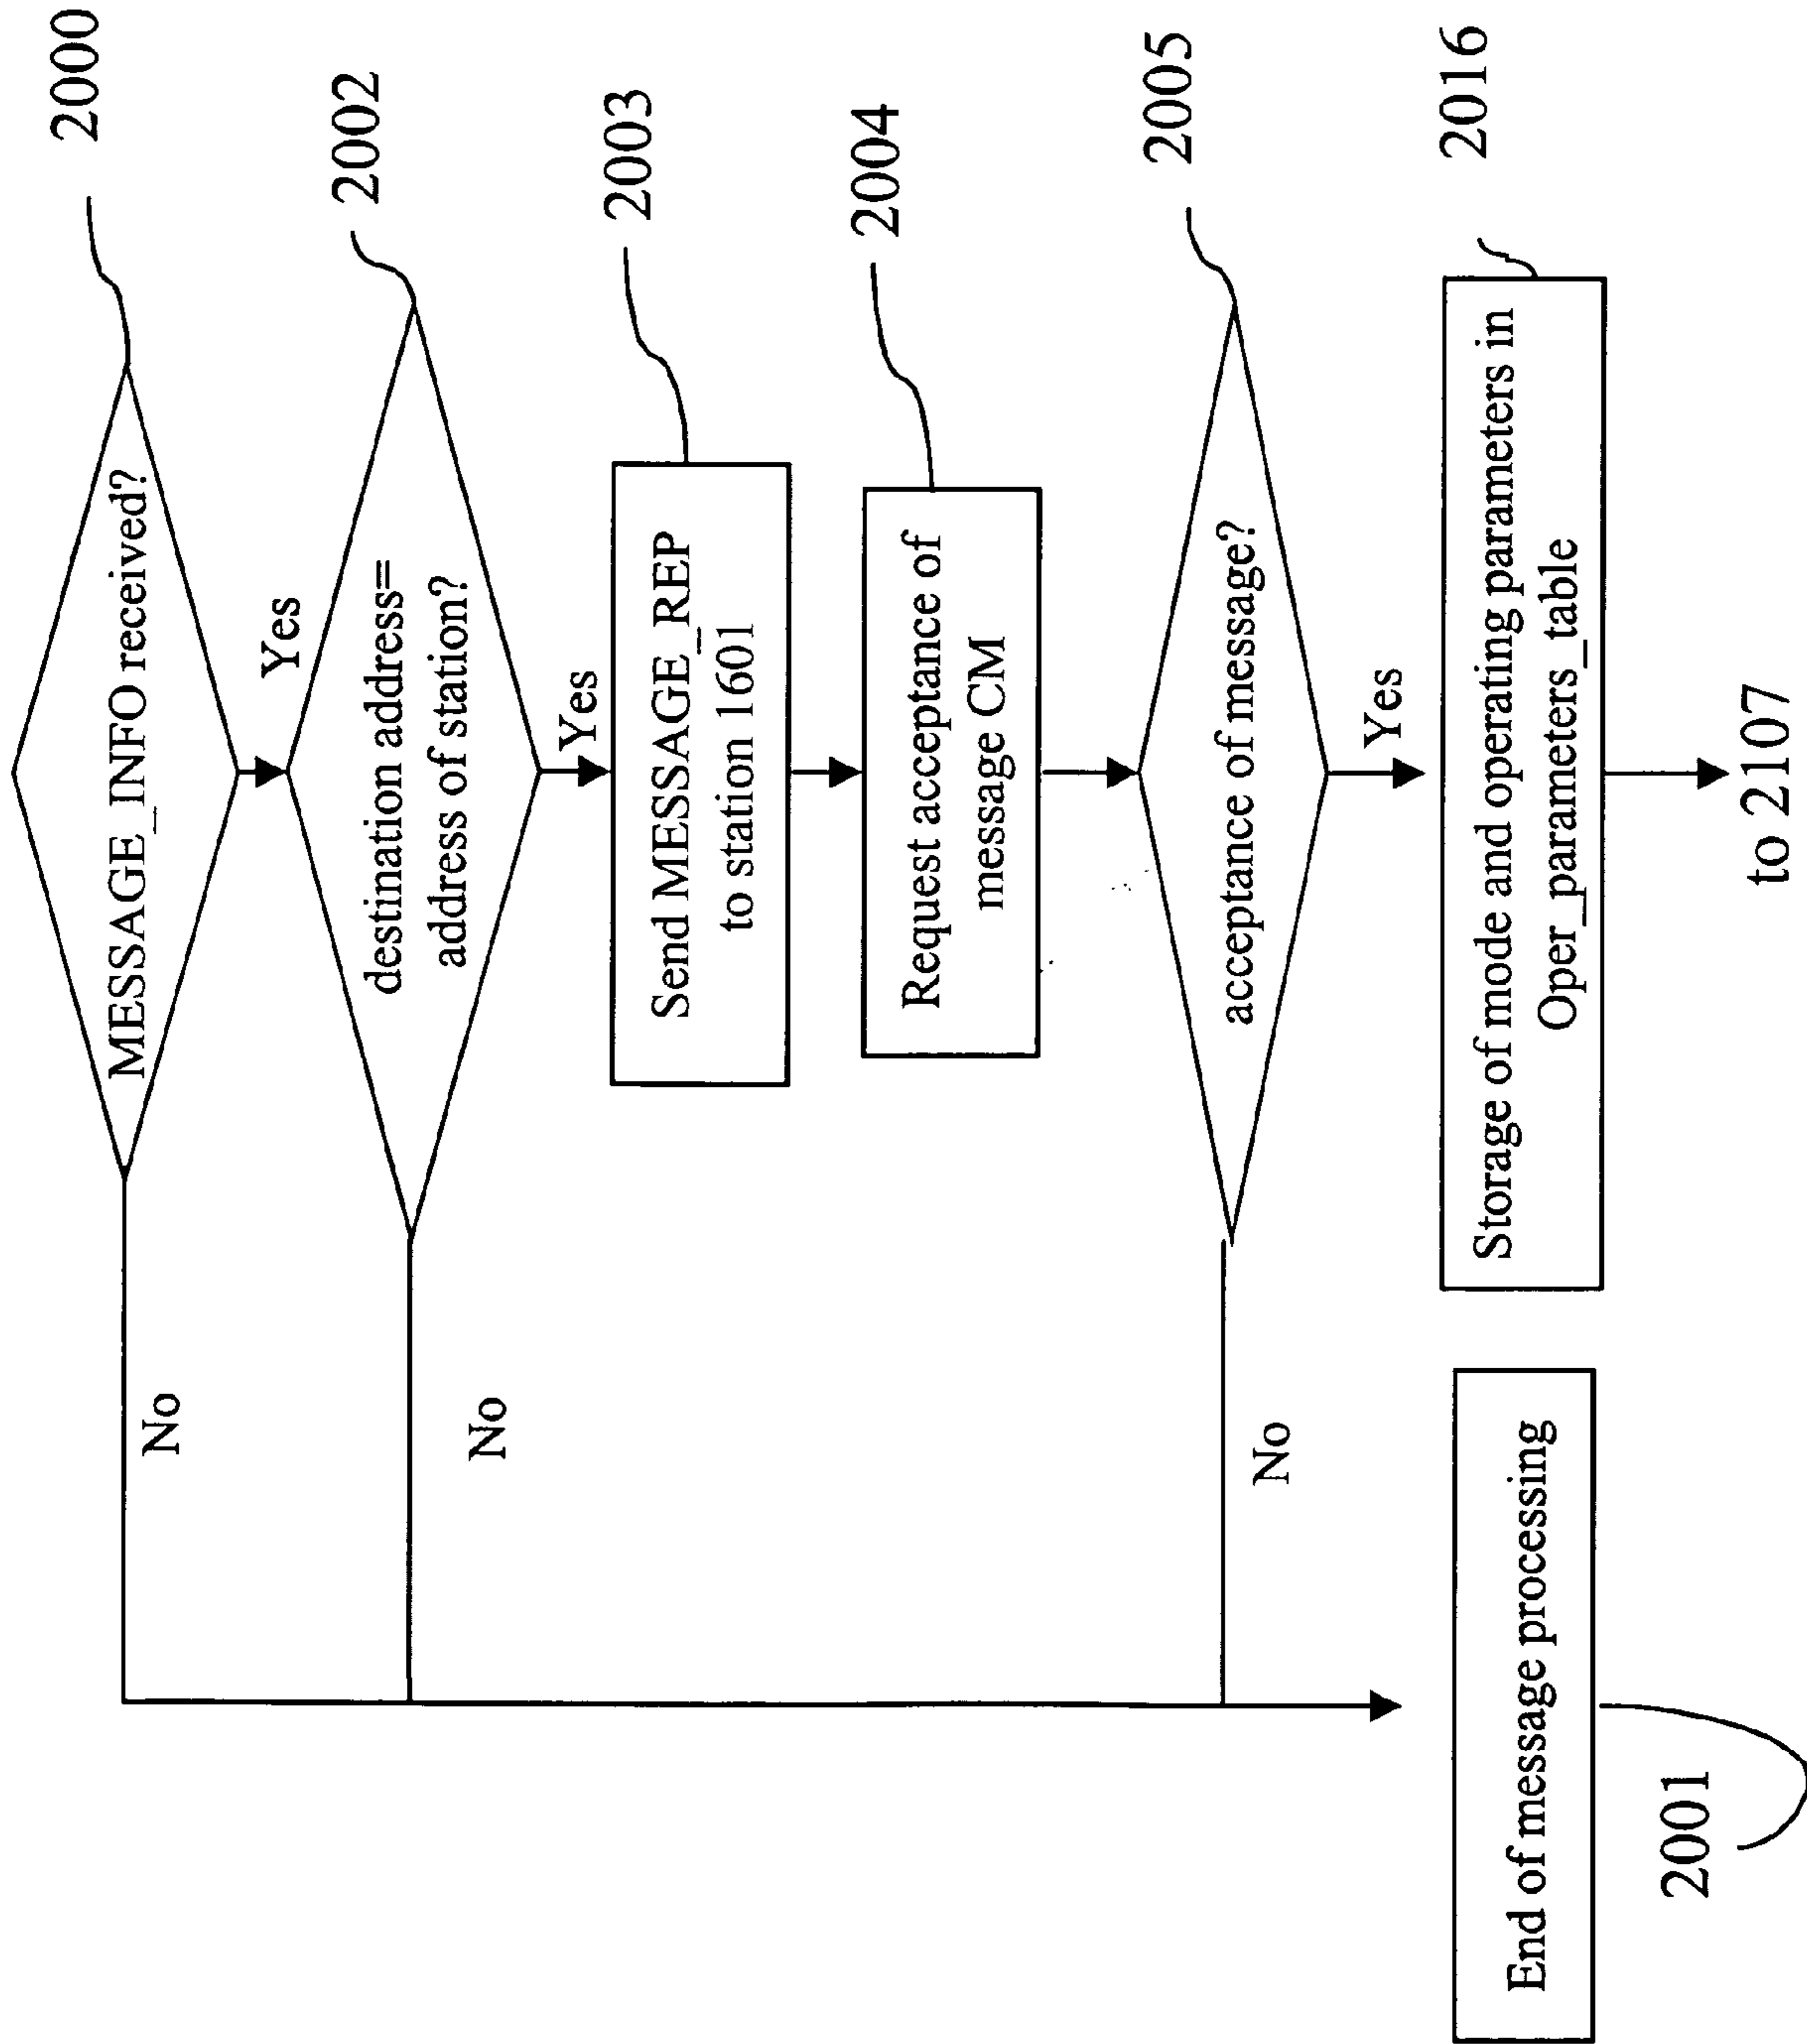 MESSAGE_INFO received?
2000
No
Yes
destination address=
address of station?
2002
No
Yes
Send MESSAGE_REP
to station 1601
2003
Request acceptance of
message CM
2004
acceptance of message?
2005
No
Yes
End of message processing
2001
Storage of mode and operating parameters in
Oper_parameters_table
2016
to 2107